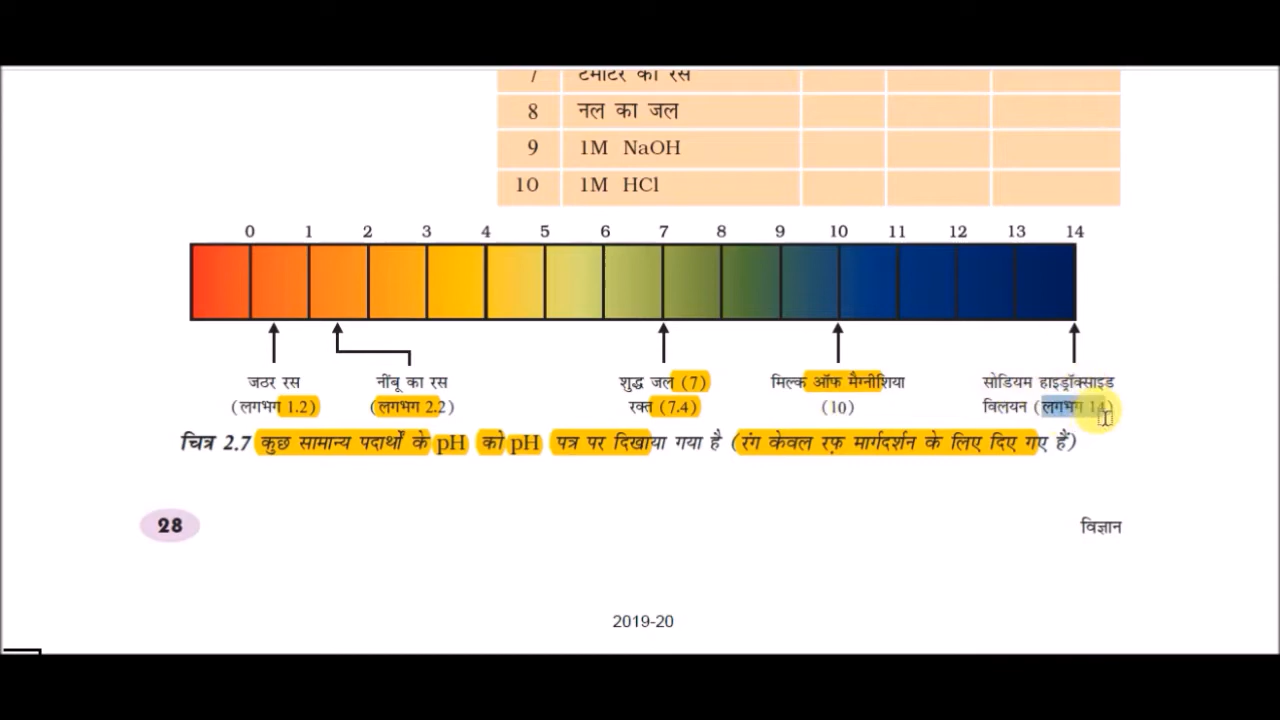 7 टमाटर का रस
8 नल का जल
9 1M NaOH
10 1M HCl
0 1 2 3 4 5 6 7 8 9 10 11 12 13 14
जठर रस नींबू का रस शुद्ध जल (7) मिल्क ऑफ मैग्नीशिया सोडियम हाइड्रॉक्साइड
(लगभग 1.2) (लगभग 2.2) रक्त (7.4) (10) विलयन (लगभग 14)
चित्र 2.7 कुछ सामान्य पदार्थों के pH को pH पत्र पर दिखाया गया है (रंग केवल रफ़ मार्गदर्शन के लिए दिए गए हैं)
28 विज्ञान
2019-20